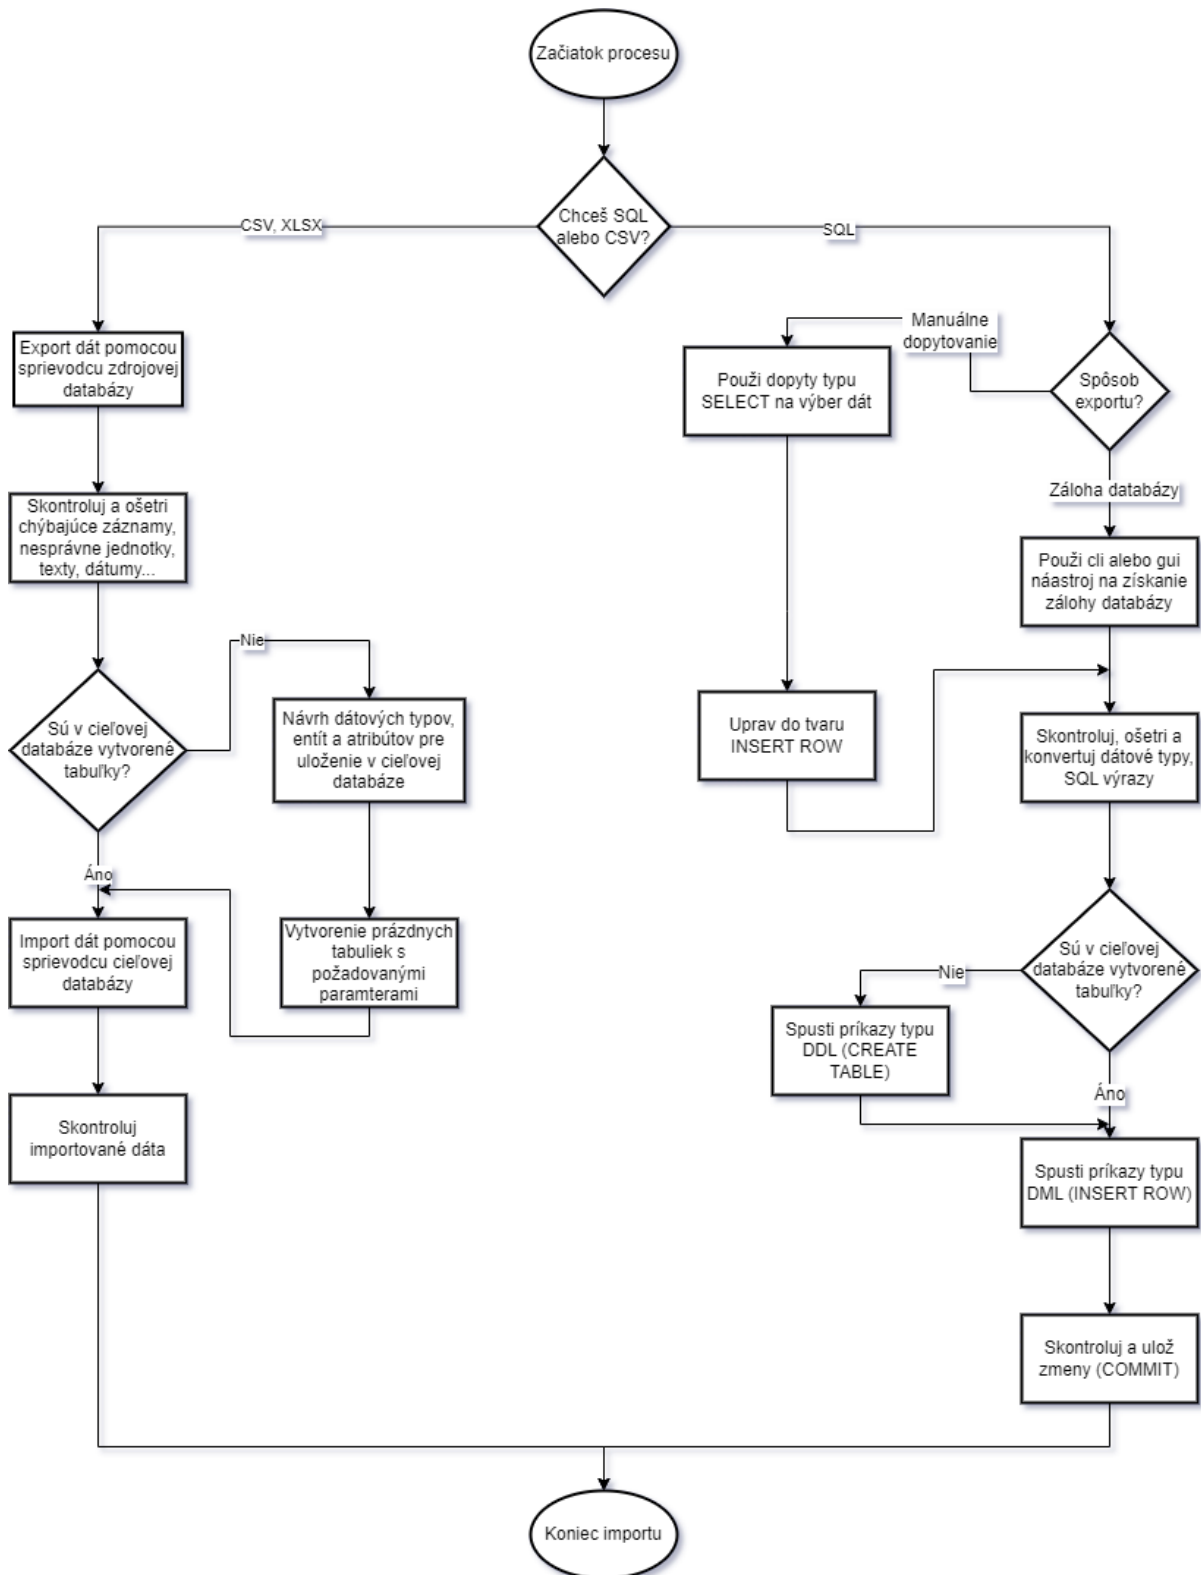 Začiatok procesu
Chceš SQL
alebo CSV?
CSV, XLSX
SQL
Export dát pomocou
sprievodcu zdrojovej
databázy
Skontroluj a ošetri
chýbajúce záznamy,
nesprávne jednotky,
texty, dátumy...
Sú v cieľovej
databáze vytvorené
tabuľky?
Nie
Návrh dátových typov,
entít a atribútov pre
uloženie v cieľovej
databáze
Vytvorenie prázdnych
tabuliek s
požadovanými
paramterami
Áno
Import dát pomocou
sprievodcu cieľovej
databázy
Skontroluj
importované dáta
Spôsob
exportu?
Manuálne
dopytovanie
Použi dopyty typu
SELECT na výber dát
Uprav do tvaru
INSERT ROW
Záloha databázy
Použi cli alebo gui
náastroj na získanie
zálohy databázy
Skontroluj, ošetri a
konvertuj dátové typy,
SQL výrazy
Sú v cieľovej
databáze vytvorené
tabuľky?
Nie
Spusti príkazy typu
DDL (CREATE
TABLE)
Áno
Spusti príkazy typu
DML (INSERT ROW)
Skontroluj a ulož
zmeny (COMMIT)
Koniec importu